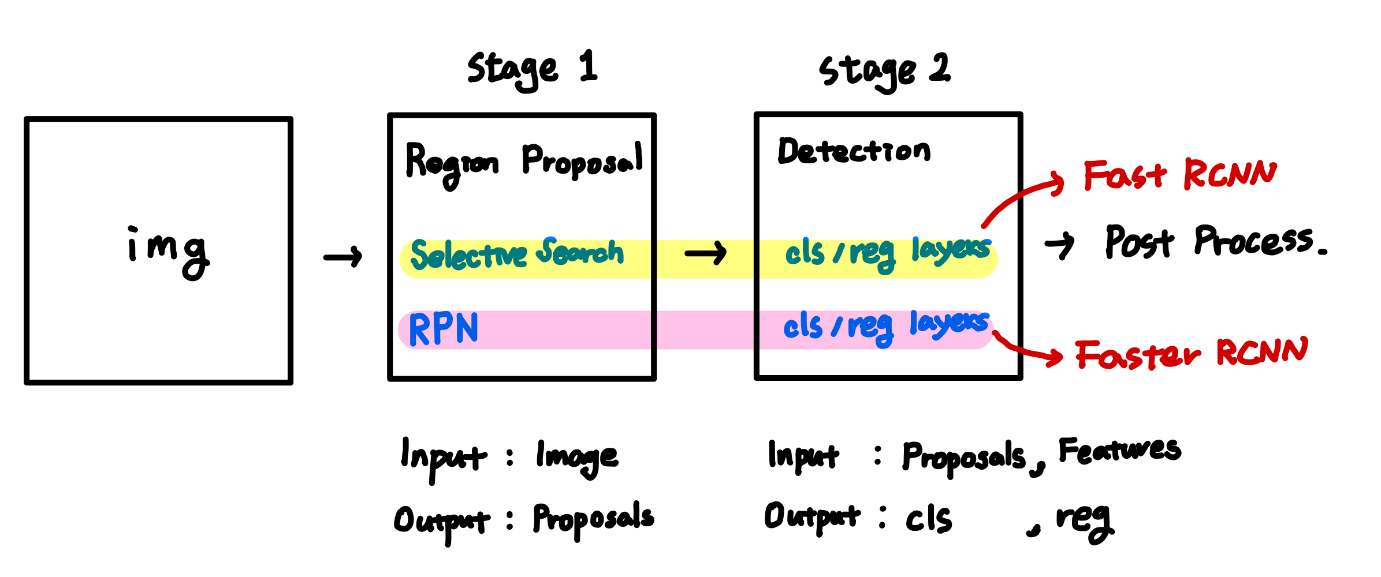 Stage 1
Stage 2
img
Region Proposal
Selective Search
RPN
Detection
cls/reg layers
cls/reg layers
Fast RCNN
Post Process.
Faster RCNN
Input : Image
Output : Proposals
Input : Proposals, Features
Output : cls , reg